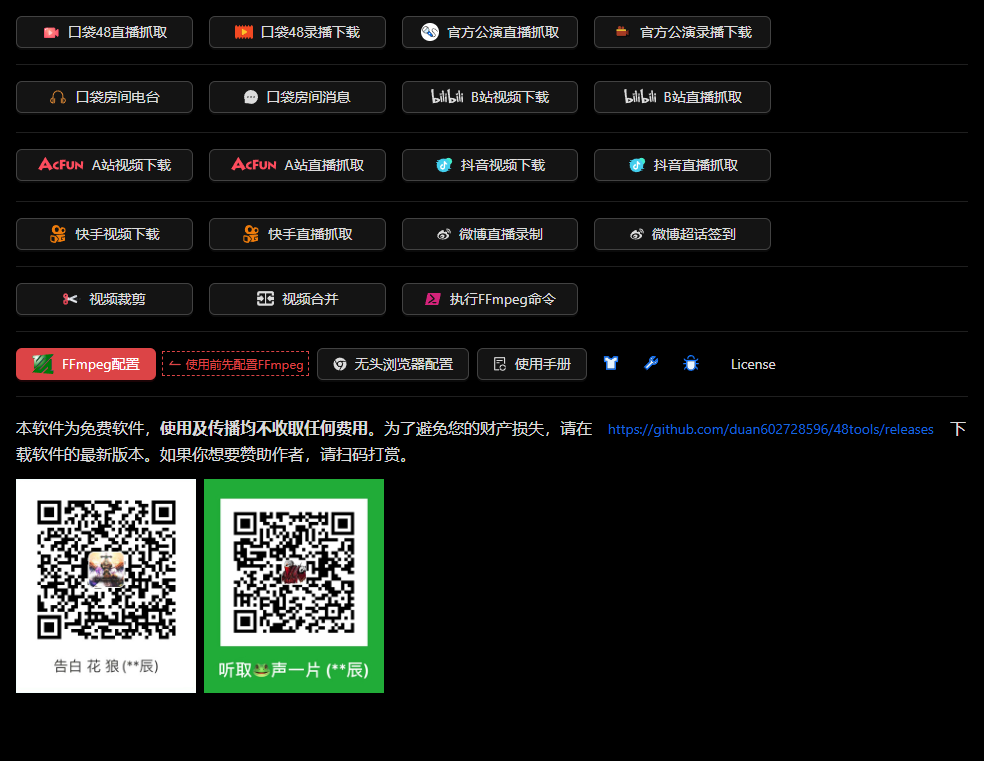 口袋48直播抓取 口袋48录播下载 官方公演直播抓取 官方公演录播下载
口袋房间电台 口袋房间消息 bilibili B站视频下载 bilibili B站直播抓取
AcFun A站视频下载 AcFun A站直播抓取 抖音视频下载 抖音直播抓取
快手视频下载 快手直播抓取 微博直播录制 微博超话签到
视频裁剪 视频合并 执行FFmpeg命令
FFmpeg配置 ← 使用前先配置FFmpeg 无头浏览器配置 使用手册 License
本软件为免费软件，使用及传播均不收取任何费用。为了避免您的财产损失，请在 https://github.com/duan602728596/48tools/releases 下
载软件的最新版本。如果你想要赞助作者，请扫码打赏。
告白 花 狼(**辰) 听取🐸声一片 (**辰)